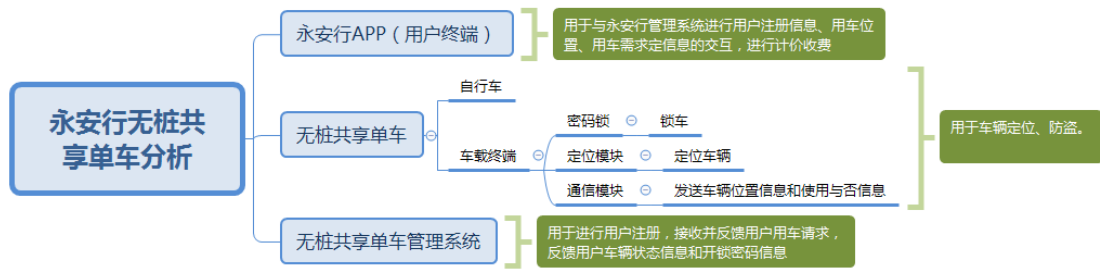 永安行无桩共
享单车分析
永安行APP（用户终端）
用于与永安行管理系统进行用户注册信息、用车位
置、用车需求定信息的交互，进行计价收费
无桩共享单车
自行车
车载终端
密码锁
锁车
定位模块
定位车辆
通信模块
发送车辆位置信息和使用与否信息
用于车辆定位、防盗。
无桩共享单车管理系统
用于进行用户注册，接收并反馈用户用车请求，
反馈用户车辆状态信息和开锁密码信息